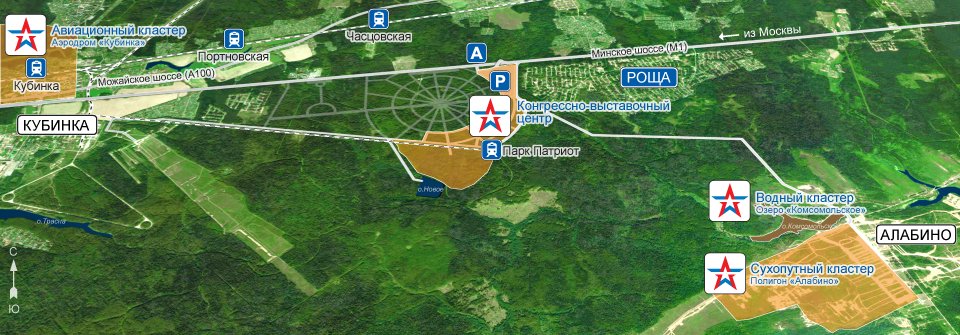 Авиационный кластер
Аэродром «Кубинка»
Кубинка
КУБИНКА
Портновская
Часцовская
Можайское шоссе (А100)
Минское шоссе (М1)
из Москвы
А
Р
РОЩА
Конгрессно-выставочный
центр
Парк Патриот
о.Новое
о.Трасна
Водный кластер
Озеро «Комсомольское»
о.Комсомольское
АЛАБИНО
Сухопутный кластер
Полигон «Алабино»
С
Ю